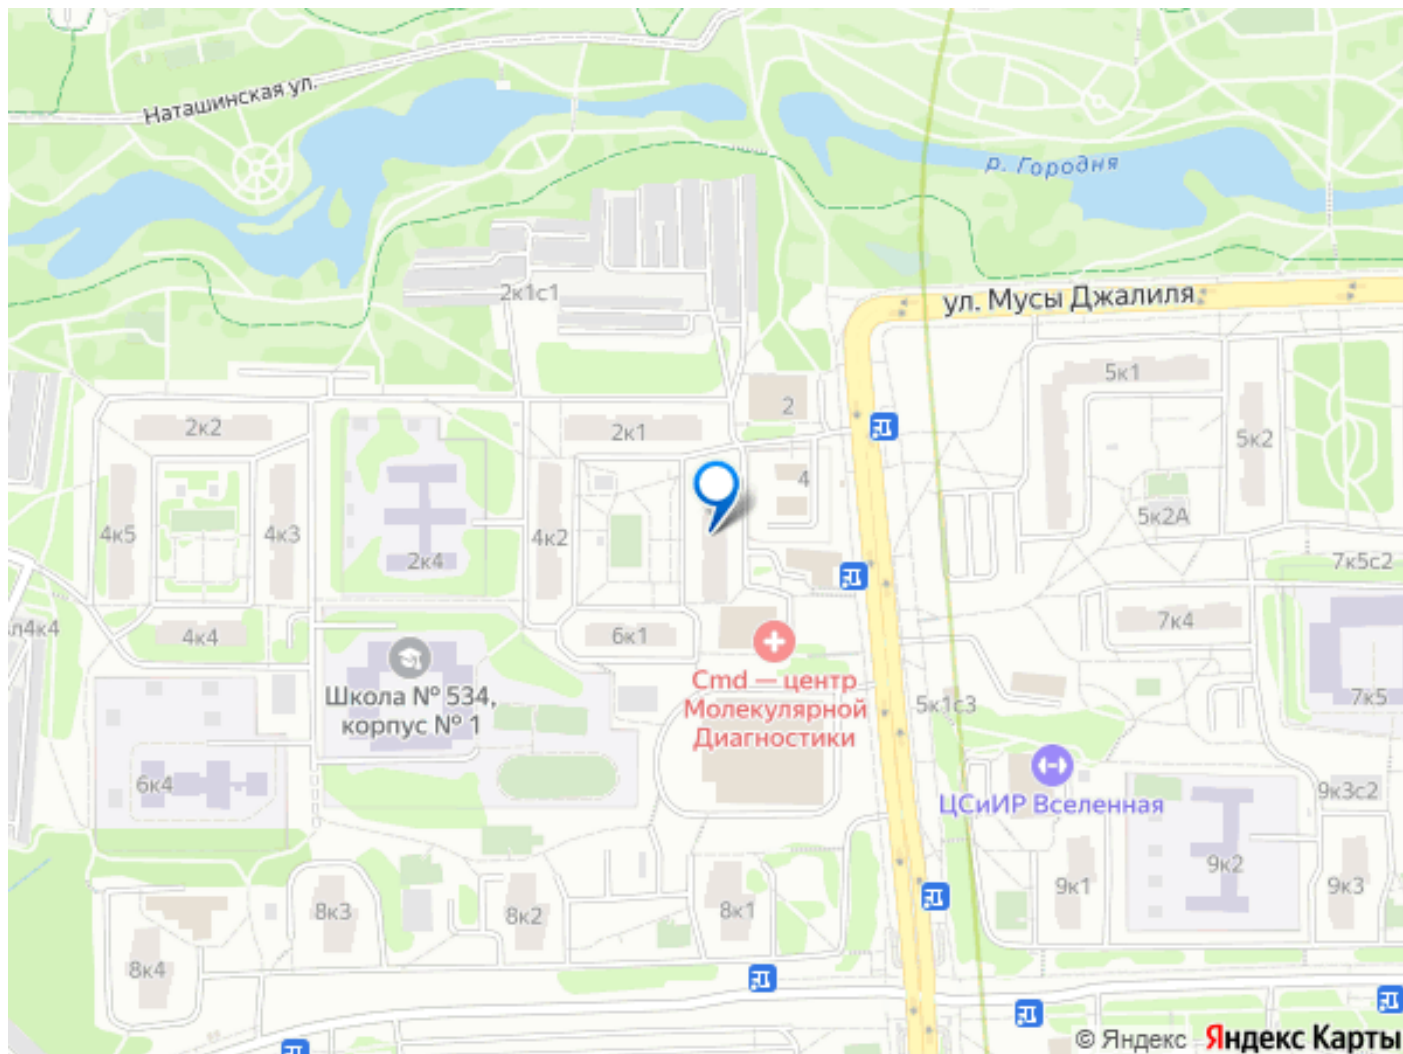 Наташинская ул.
р. Городня
2к1с1
ул. Мусы Джалиля
5к1
2
2к2
2к1
5к2
4
4к5
4к3
4к2
5к2А
2к4
7к5с2
л4к4
4к4
6к1
7к4
Школа № 534,
корпус № 1
Cmd — центр
Молекулярной
Диагностики
5к1с3
7к5
6к4
ЦСиИР Вселенная
9к3с2
9к2
9к1
9к3
8к3
8к2
8к1
8к4
© Яндекс Яндекс Карты